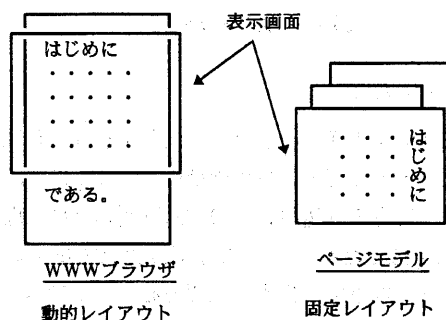 表示画面
はじめに
・・・・・
・・・・・
・・・・・
・・・・・
である。
はじめに
・・・
・・・
・・・
・・・
WWWブラウザ
動的レイアウト
ページモデル
固定レイアウト